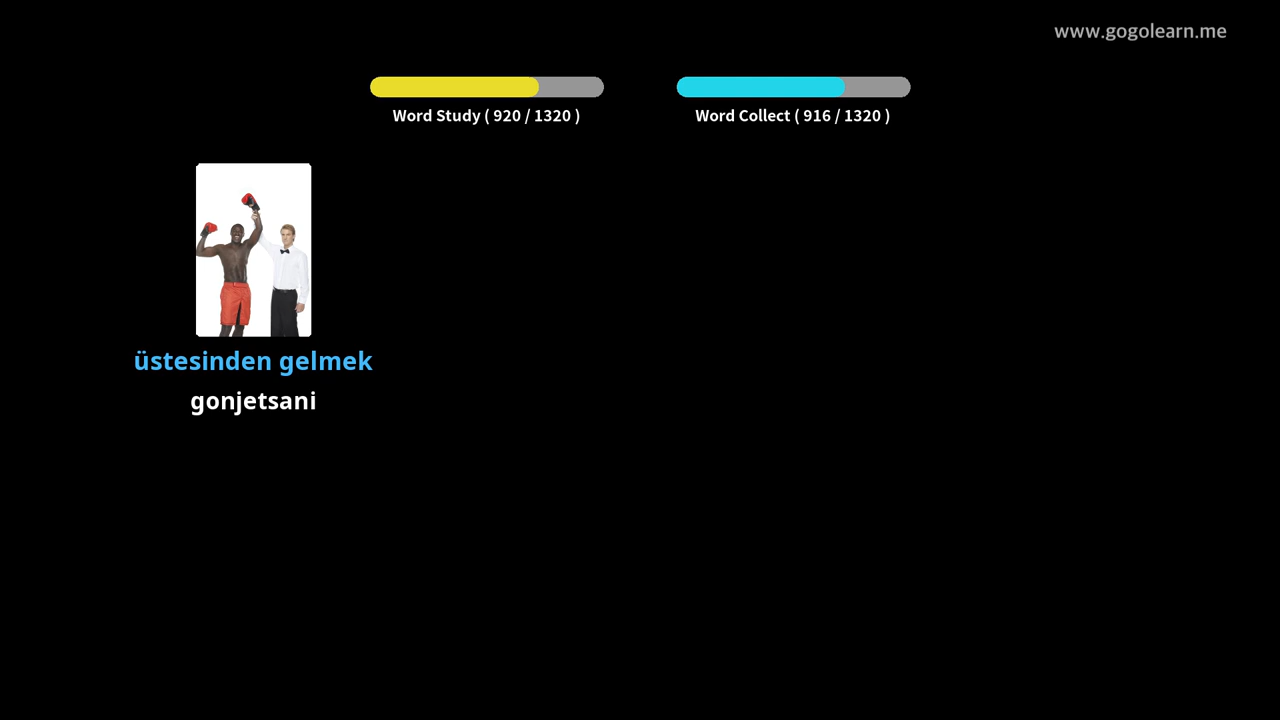 www.gogolearn.me
Word Study ( 920 / 1320 )
Word Collect ( 916 / 1320 )
üstesinden gelmek
gonjetsani